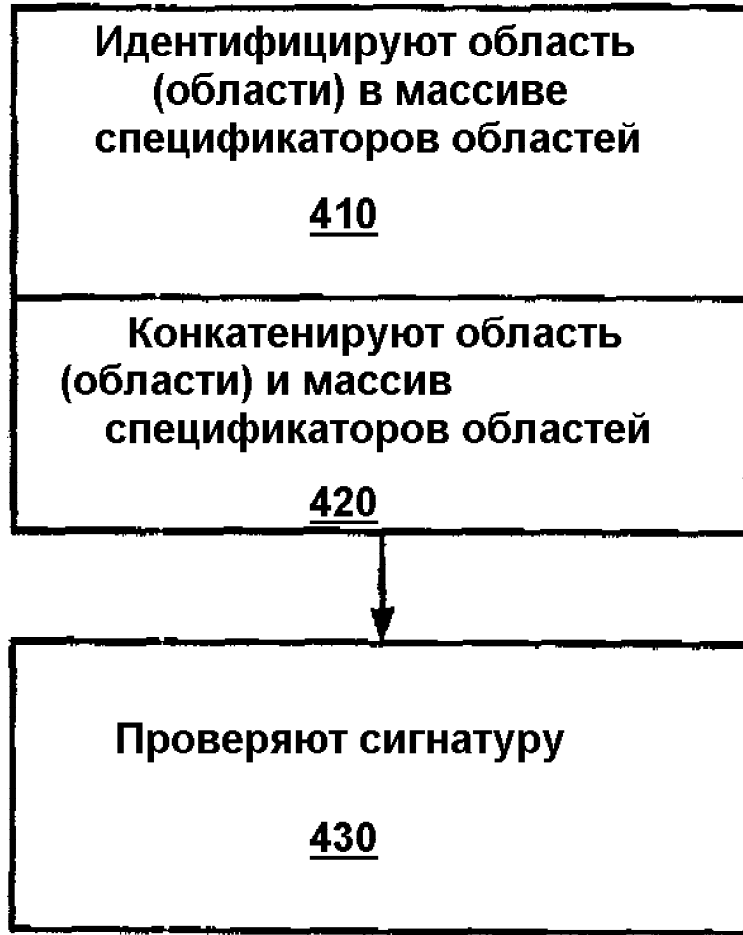 Идентифицируют область
(области) в массиве
спецификаторов областей
410
Конкатенируют область
(области) и массив
спецификаторов областей
420
Проверяют сигнатуру
430